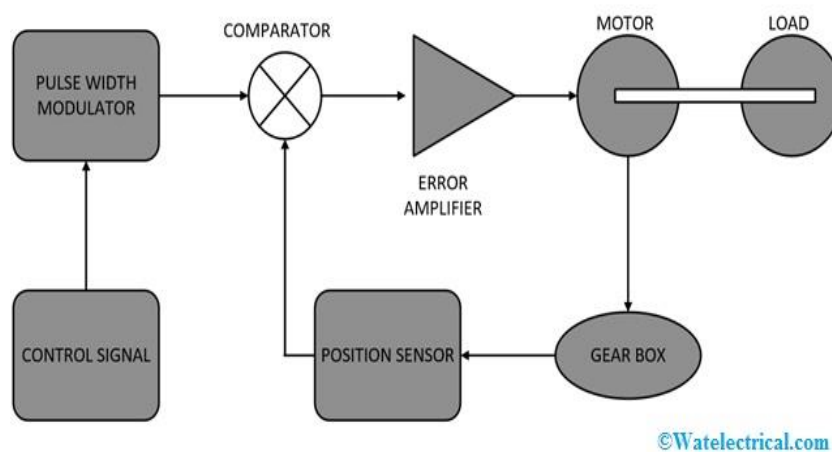 COMPARATOR
MOTOR
LOAD
PULSE WIDTH
MODULATOR
ERROR
AMPLIFIER
CONTROL SIGNAL
POSITION SENSOR
GEAR BOX
©Watelectrical.com